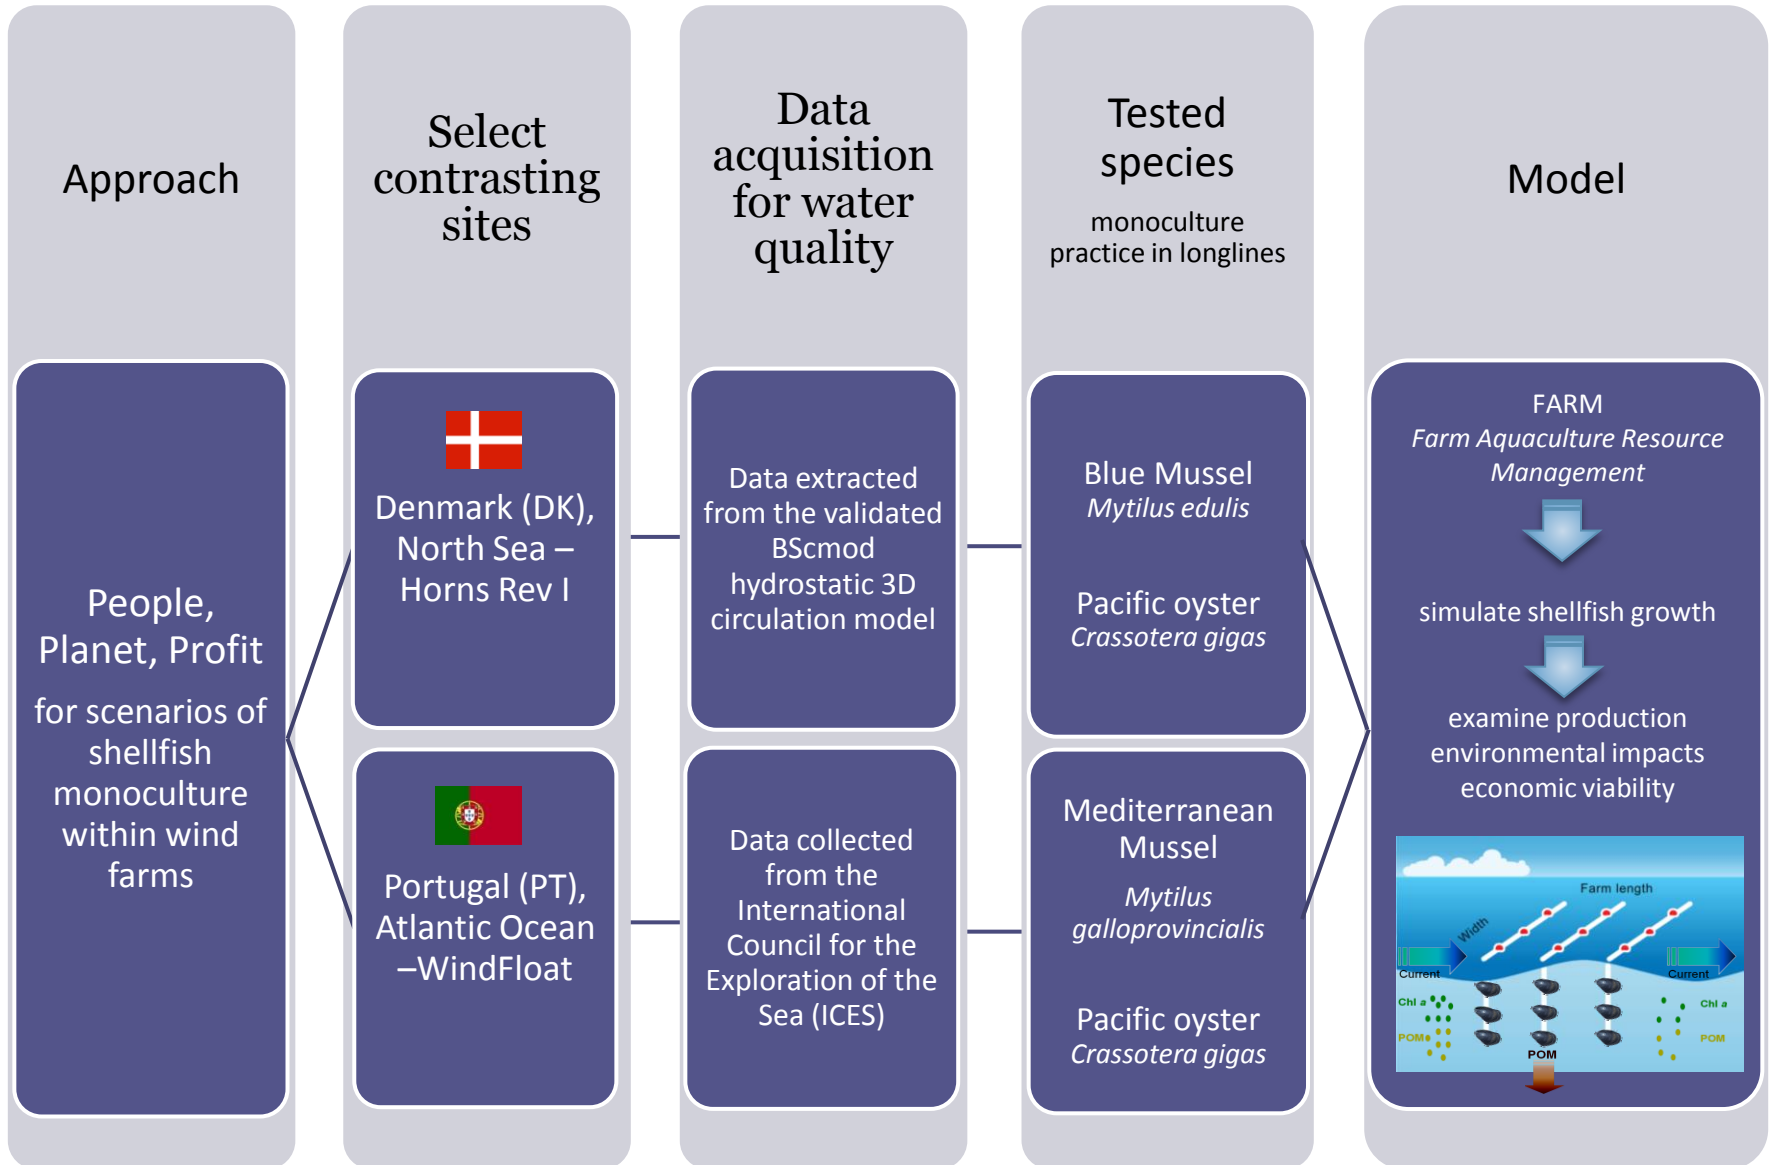 Approach
People,
Planet, Profit
for scenarios of
shellfish
monoculture
within wind
farms
Select
contrasting
sites
Denmark (DK),
North Sea –
Horns Rev I
Portugal (PT),
Atlantic Ocean
–WindFloat
Data
acquisition
for water
quality
Data extracted
from the validated
BScmod
hydrostatic 3D
circulation model
Data collected
from the
International
Council for the
Exploration of the
Sea (ICES)
Tested
species
monoculture
practice in longlines
Blue Mussel
Mytilus edulis
Pacific oyster
Crassotera gigas
Mediterranean
Mussel
Mytilus
galloprovincialis
Pacific oyster
Crassotera gigas
Model
FARM
Farm Aquaculture Resource
Management
simulate shellfish growth
examine production
environmental impacts
economic viability
Farm length
Width
Current
Current
Chl a
Chl a
POM
POM
POM